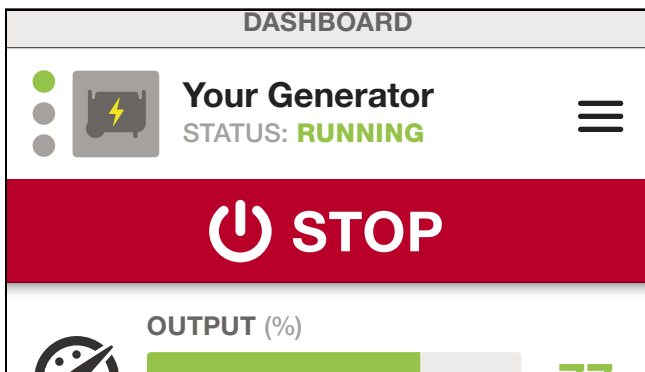 DASHBOARD
Your Generator
STATUS: RUNNING
STOP
OUTPUT (%)